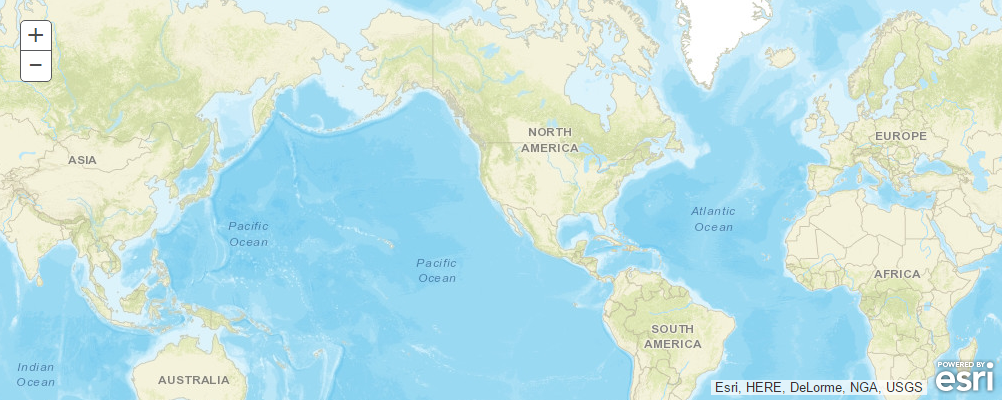 +
−
NORTH
AMERICA
EUROPE
ASIA
Atlantic
Ocean
Pacific
Ocean
Pacific
Ocean
AFRICA
SOUTH
AMERICA
Indian
Ocean
AUSTRALIA
POWERED BY
esri
Esri, HERE, DeLorme, NGA, USGS